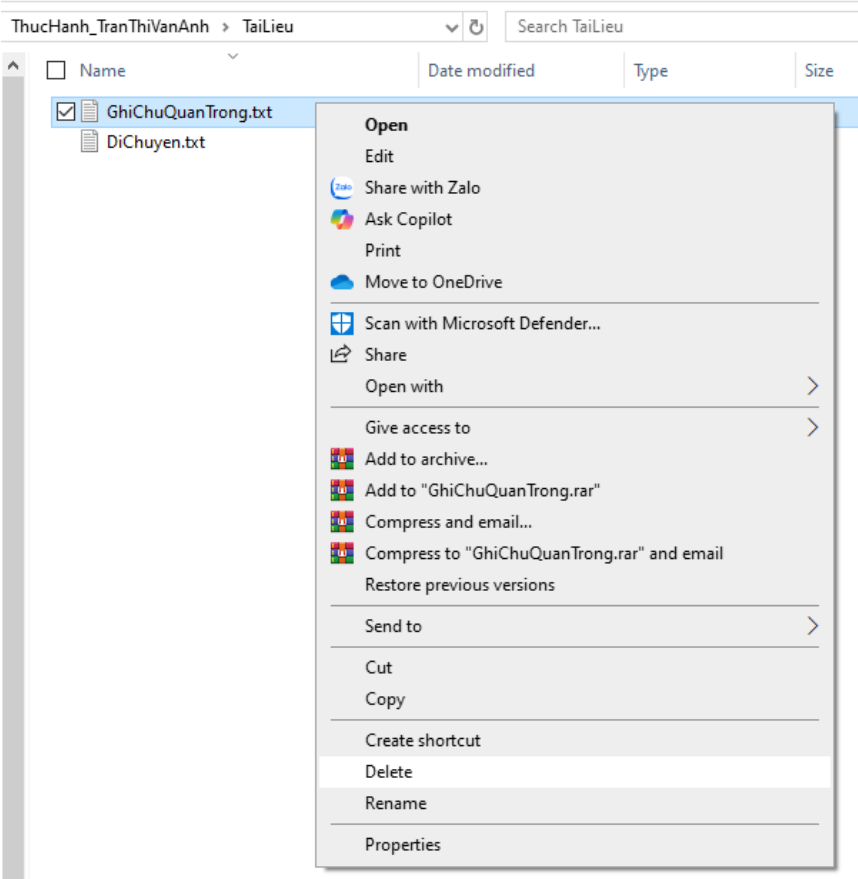 ThucHanh_TranThiVanAnh > TaiLieu Search TaiLieu
Name Date modified Type Size
GhiChuQuanTrong.txt
DiChuyen.txt
Open
Edit
Zalo Share with Zalo
Ask Copilot
Print
Move to OneDrive
Scan with Microsoft Defender...
Share
Open with
Give access to
Add to archive...
Add to "GhiChuQuanTrong.rar"
Compress and email...
Compress to "GhiChuQuanTrong.rar" and email
Restore previous versions
Send to
Cut
Copy
Create shortcut
Delete
Rename
Properties